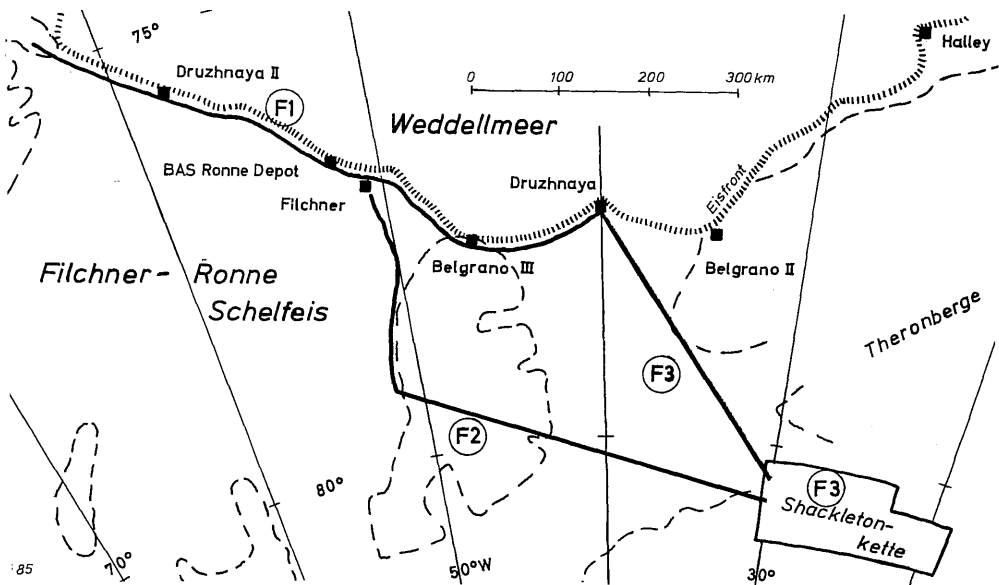 75°
Halley
Druzhnaya II
0 100 200 300 km
F1
Weddellmeer
BAS Ronne Depot
Druzhnaya
Eisfront
Filchner
Belgrano III
Belgrano II
Filchner - Ronne
Schelfeis
Theronberge
F3
F2
80°
F3
Shackleton-
kette
:85
70°
50°W
30°